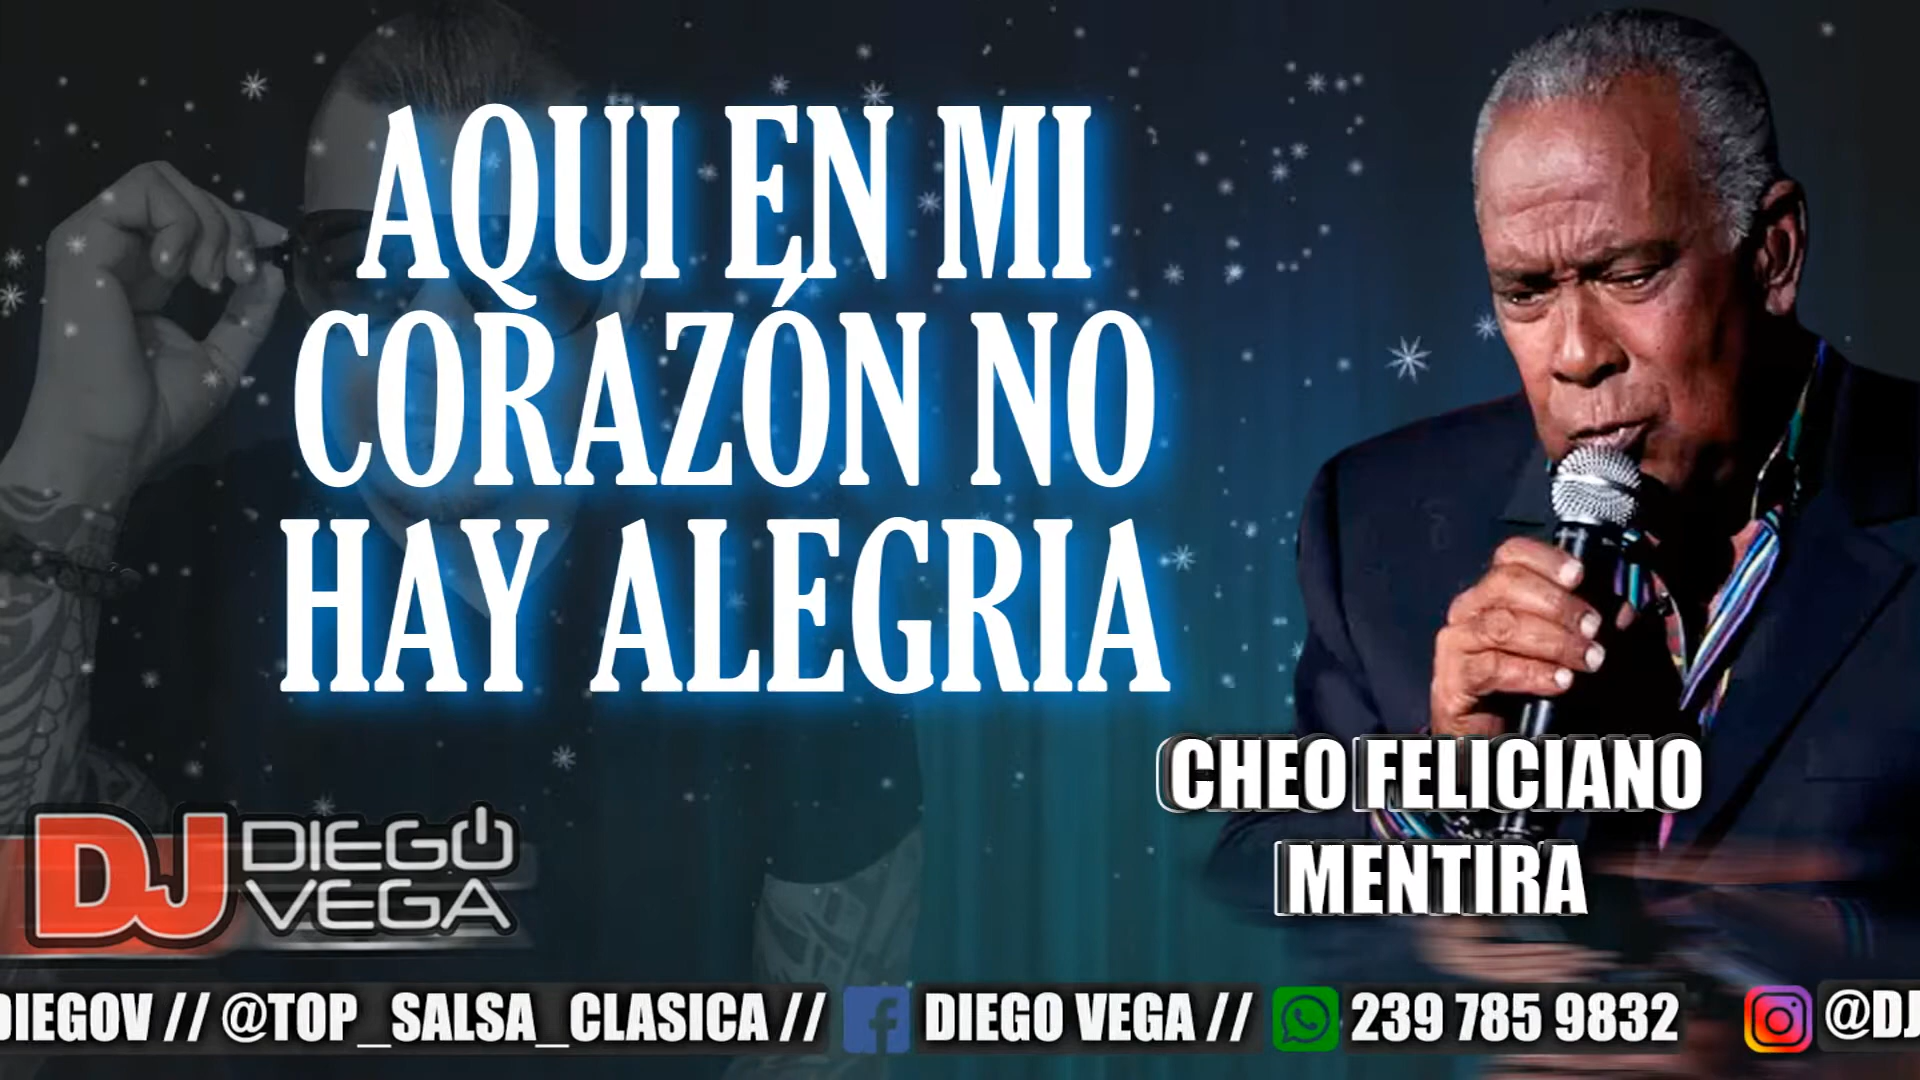 AQUI EN MI
CORAZÓN NO
HAY ALEGRIA
CHEO FELICIANO
MENTIRA
DJ DIEGO
VEGA
DIEGOV // @TOP_SALSA_CLASICA // DIEGO VEGA // 239 785 9832 @DJ